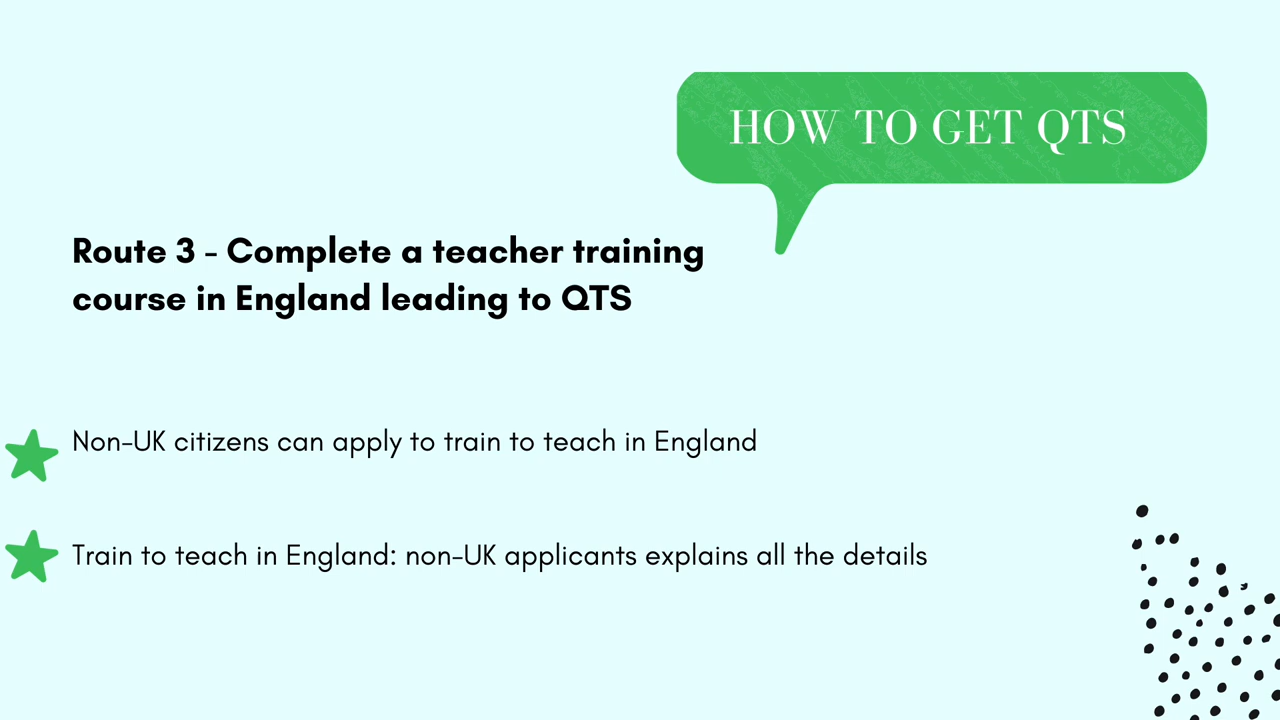 HOW TO GET QTS
Route 3 - Complete a teacher training
course in England leading to QTS
Non-UK citizens can apply to train to teach in England
Train to teach in England: non-UK applicants explains all the details